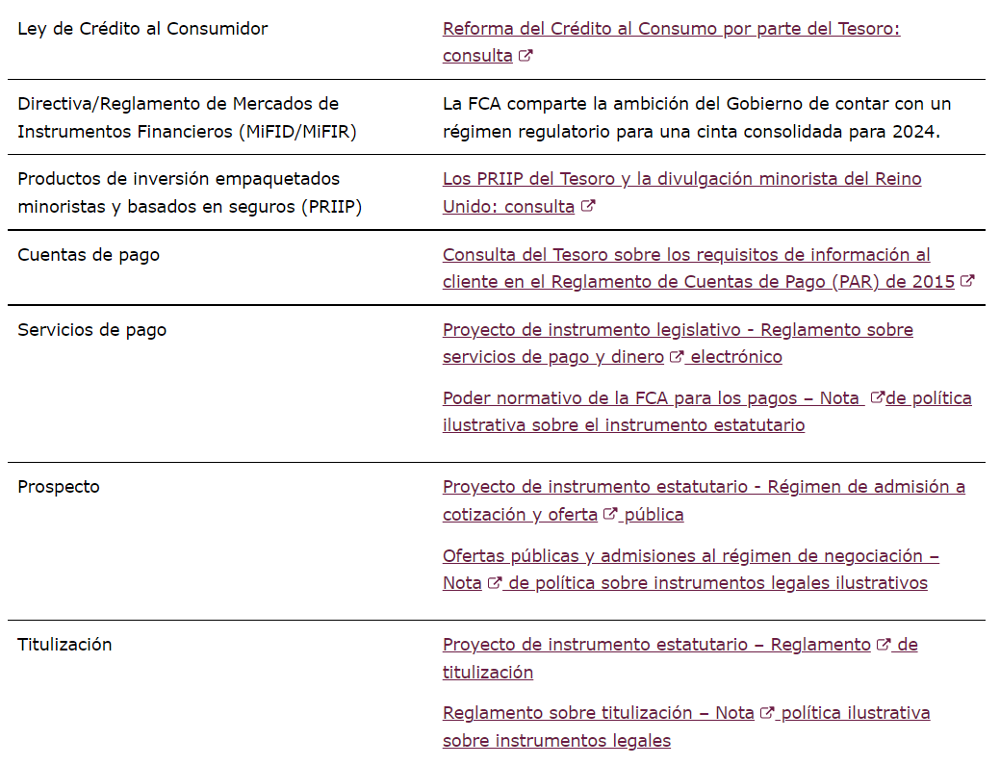 Ley de Crédito al Consumidor
Reforma del Crédito al Consumo por parte del Tesoro:
consulta
Directiva/Reglamento de Mercados de
Instrumentos Financieros (MiFID/MiFIR)
La FCA comparte la ambición del Gobierno de contar con un
régimen regulatorio para una cinta consolidada para 2024.
Productos de inversión empaquetados
minoristas y basados en seguros (PRIIP)
Los PRIIP del Tesoro y la divulgación minorista del Reino
Unido: consulta
Cuentas de pago
Consulta del Tesoro sobre los requisitos de información al
cliente en el Reglamento de Cuentas de Pago (PAR) de 2015
Servicios de pago
Proyecto de instrumento legislativo - Reglamento sobre
servicios de pago y dinero electrónico
Poder normativo de la FCA para los pagos – Nota de política
ilustrativa sobre el instrumento estatutario
Prospecto
Proyecto de instrumento estatutario - Régimen de admisión a
cotización y oferta pública
Ofertas públicas y admisiones al régimen de negociación –
Nota de política sobre instrumentos legales ilustrativos
Titulización
Proyecto de instrumento estatutario – Reglamento de
titulización
Reglamento sobre titulización – Nota política ilustrativa
sobre instrumentos legales